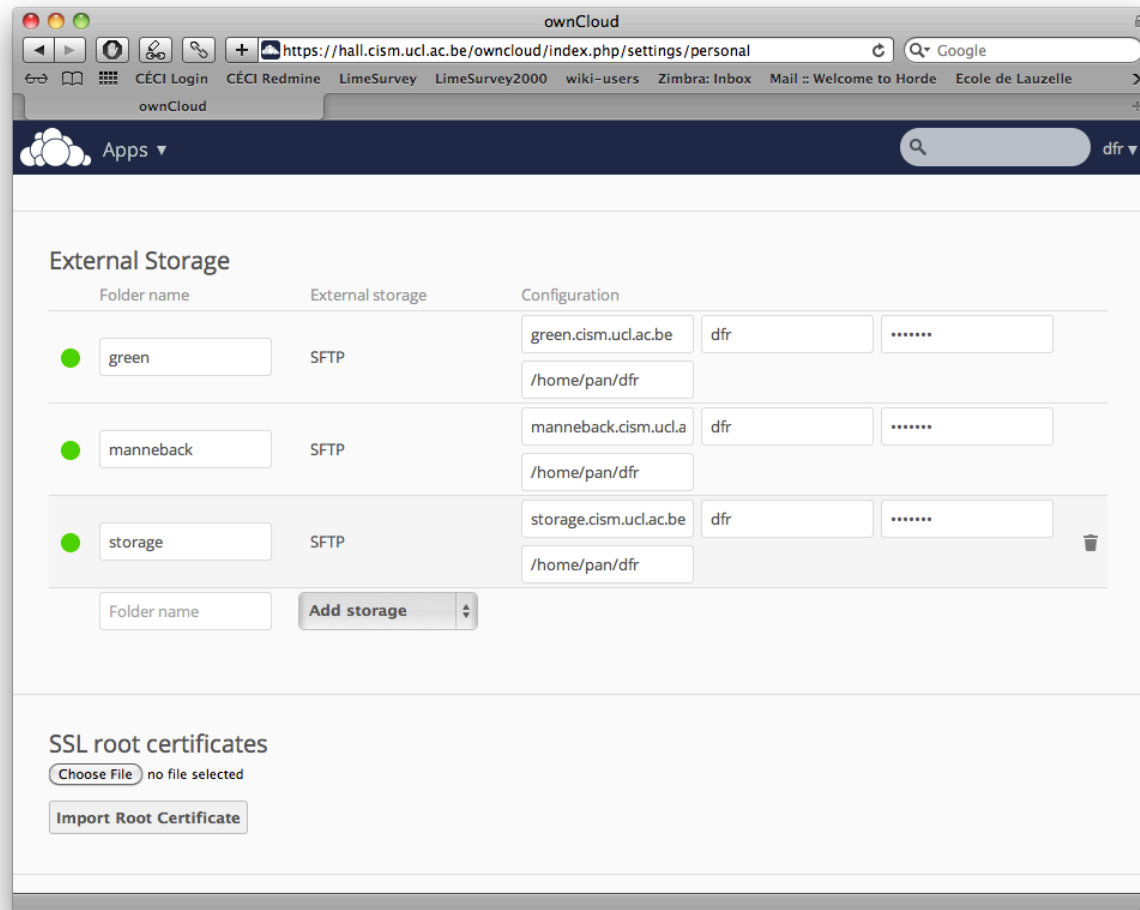 ownCloud
https://hall.cism.ucl.ac.be/owncloud/index.php/settings/personal
Google
CÉCI Login CÉCI Redmine LimeSurvey LimeSurvey2000 wiki-users Zimbra: Inbox Mail :: Welcome to Horde Ecole de Lauzelle
ownCloud
Apps ▾ dfr ▾
External Storage
Folder name External storage Configuration
green.cism.ucl.ac.be dfr •••••••
green SFTP
/home/pan/dfr
manneback.cism.ucl.a dfr •••••••
manneback SFTP
/home/pan/dfr
storage.cism.ucl.ac.be dfr •••••••
storage SFTP
/home/pan/dfr
Folder name Add storage
SSL root certificates
Choose File no file selected
Import Root Certificate